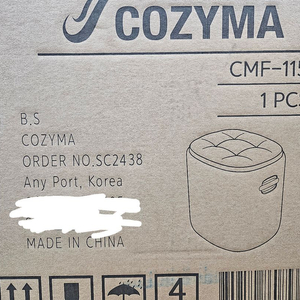 COZYMA
CMF-115
1 PC
B.S
COZYMA
ORDER NO.SC2438
Any Port, Korea
MADE IN CHINA
4